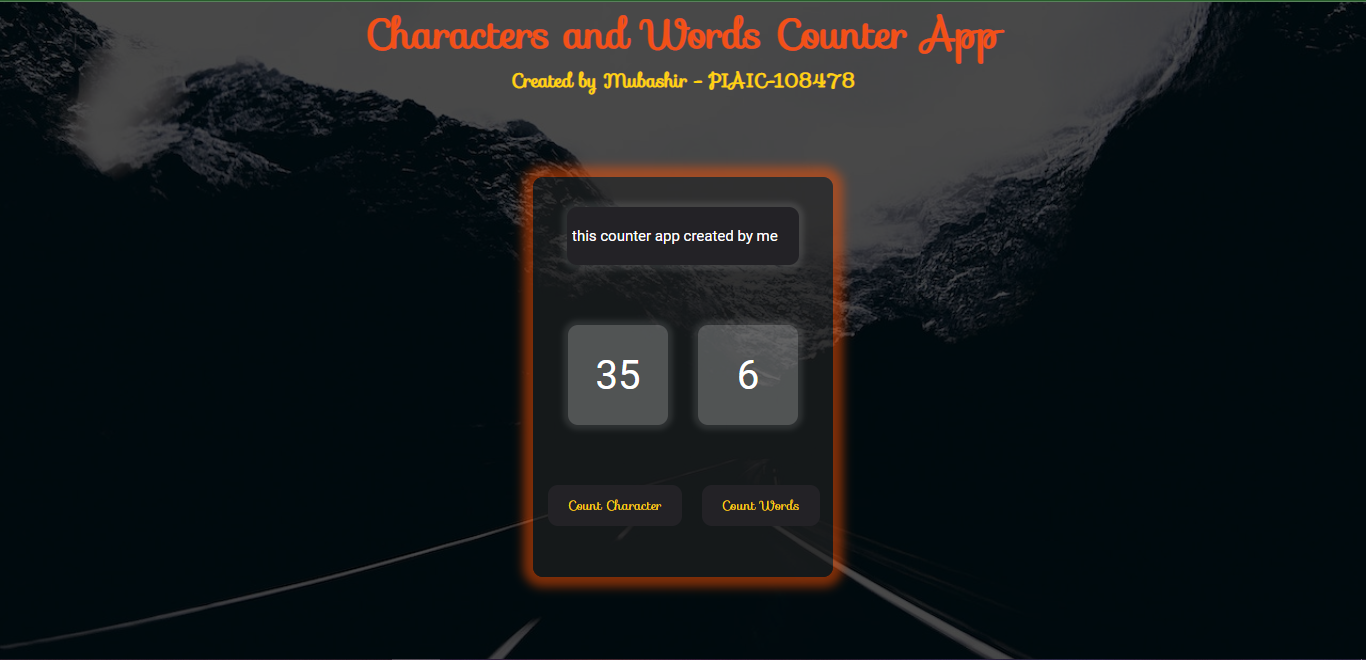 Characters and Words Counter App
Created by Mubashir - PIAIC-108478
this counter app created by me
35 6
Count Character Count Words